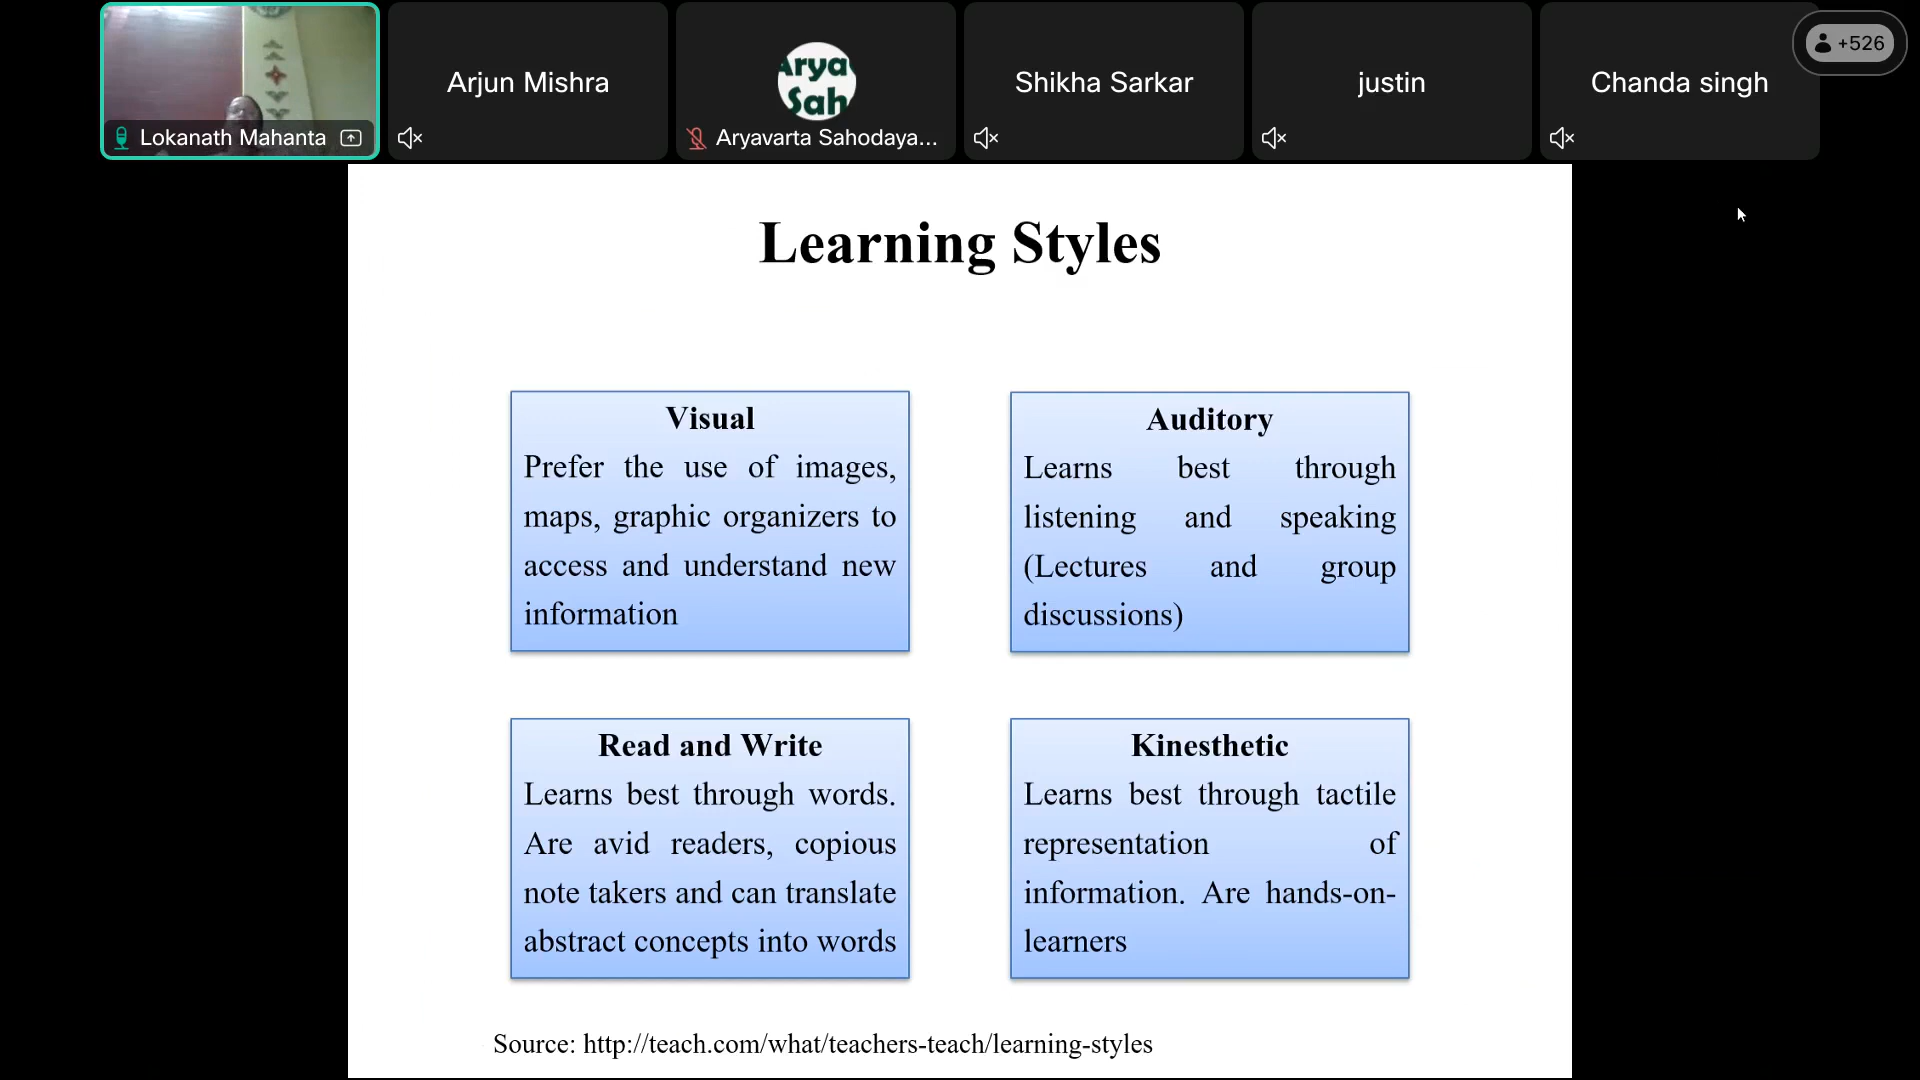 Lokanath Mahanta
Arjun Mishra
Arya
Sah
Aryavarta Sahodaya...
Shikha Sarkar
justin
Chanda singh
+526
Learning Styles
Visual
Prefer the use of images,
maps, graphic organizers to
access and understand new
information
Auditory
Learns best through
listening and speaking
(Lectures and group
discussions)
Read and Write
Learns best through words.
Are avid readers, copious
note takers and can translate
abstract concepts into words
Kinesthetic
Learns best through tactile
representation of
information. Are hands-on-
learners
Source: http://teach.com/what/teachers-teach/learning-styles